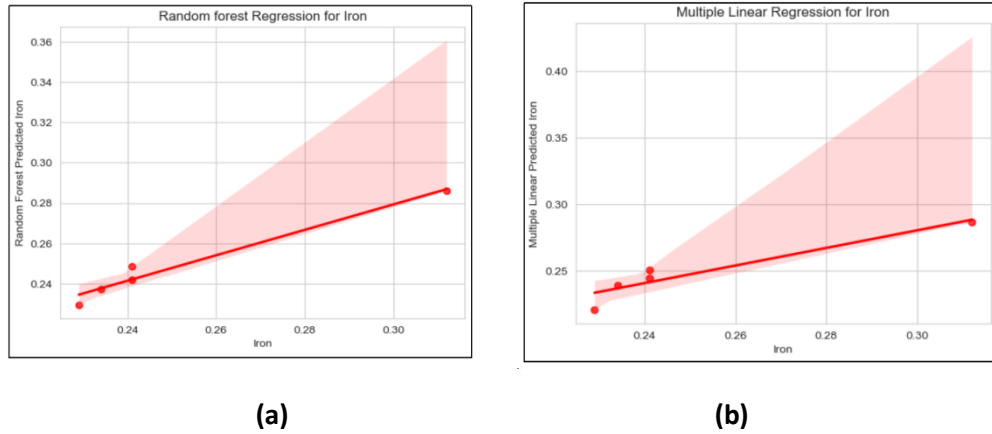 Random forest Regression for Iron
0.36
0.34
0.32
0.30
0.28
0.26
0.24
Random Forest Predicted Iron
0.24
0.26
0.28
0.30
Iron
(a)
Multiple Linear Regression for Iron
0.40
0.35
0.30
0.25
Multiple Linear Predicted Iron
0.24
0.26
0.28
0.30
Iron
(b)